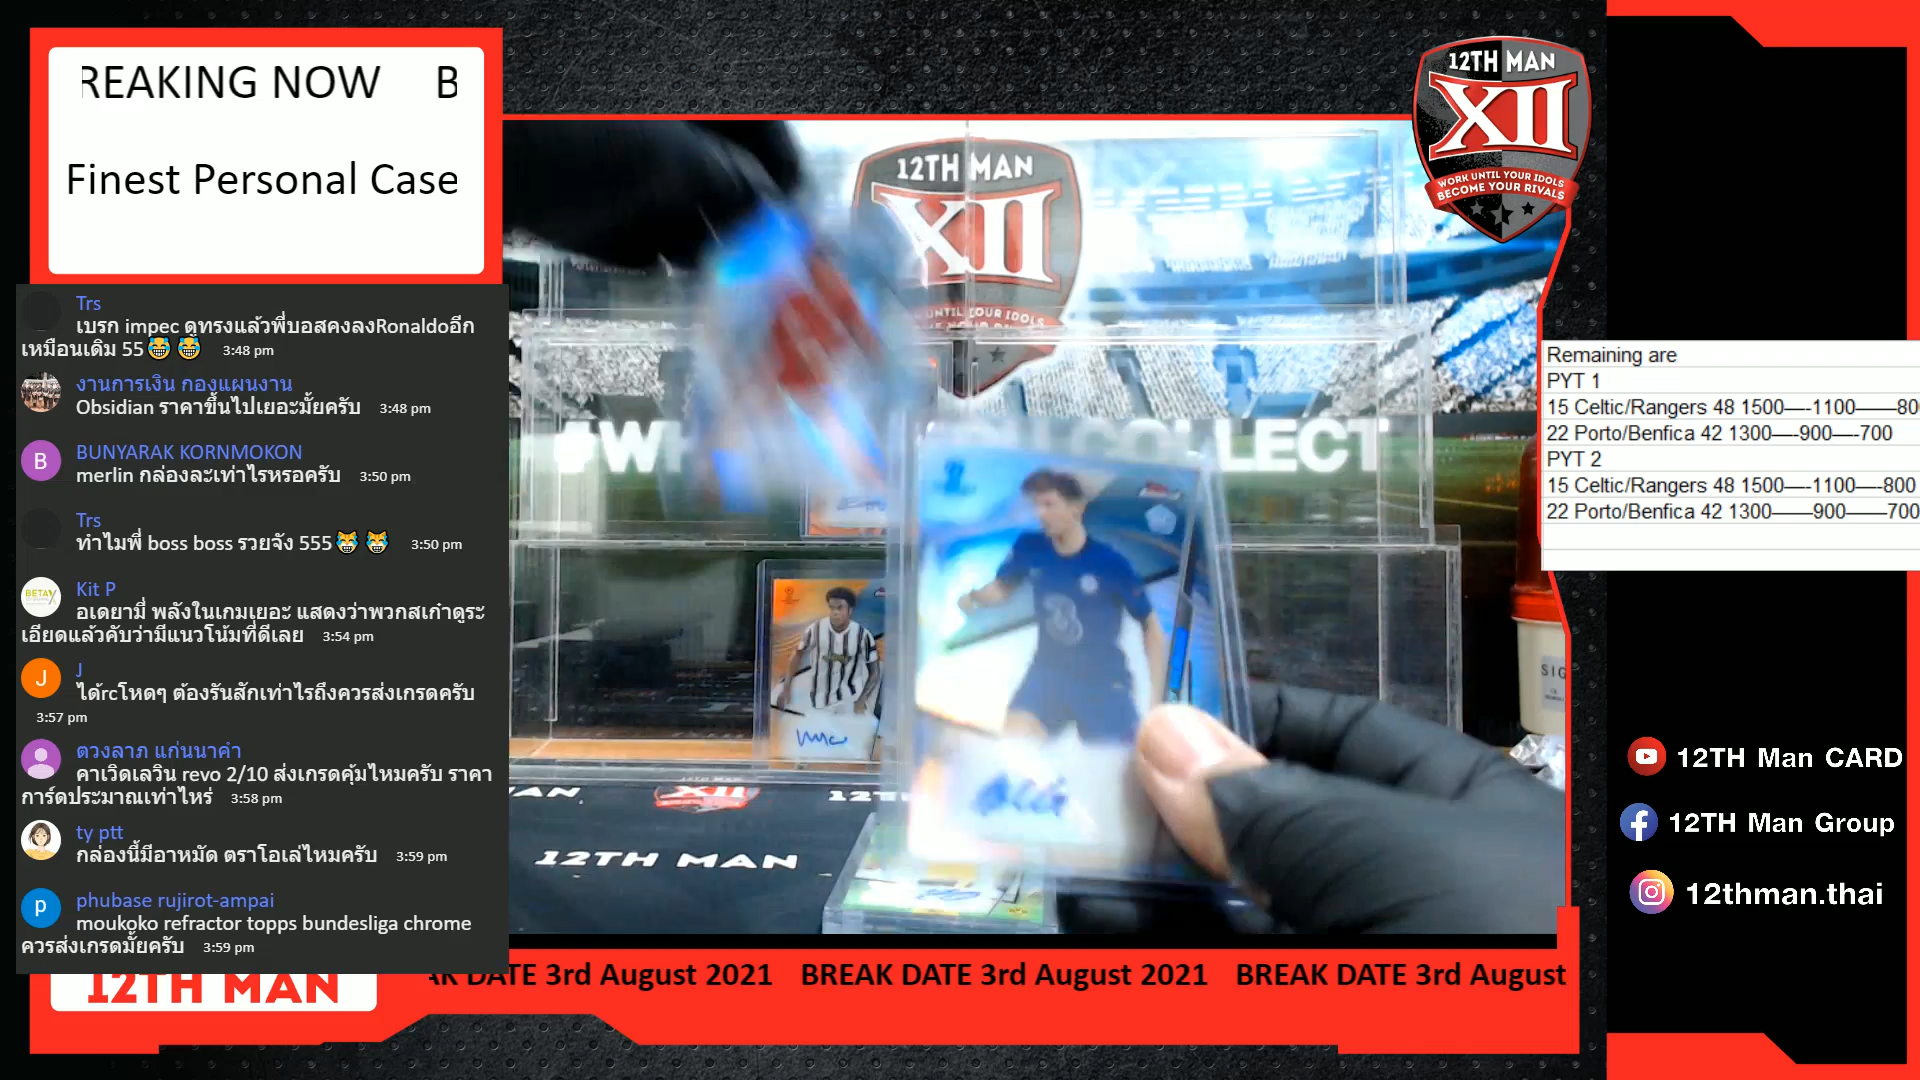 REAKING NOW B
Finest Personal Case
Trs
เบรก impec ดูทรงแล้วพี่บอสคงลงRonaldoอีก
เหมือนเดิม 55😹 😹 3:48 pm
งานการเงิน กองแผนงาน
Obsidian ราคาขึ้นไปเยอะมั้ยครับ 3:48 pm
B
BUNYARAK KORNMOKON
merlin กล่องละเท่าไรหรอครับ 3:50 pm
Trs
ทำไมพี่ boss boss รวยจัง 555😹 😹 3:50 pm
Kit P
อเดยามี่ พลังในเกมเยอะ แสดงว่าพวกสเก๋าดูระ
เอียดแล้วคับว่ามีแนวโน้มที่ดีเลย 3:54 pm
J
J
ได้rcโหดๆ ต้องรันสักเท่าไรถึงควรส่งเกรดครับ
3:57 pm
ตวงลาภ แก่นนาคำ
คาเวิดเลวิน revo 2/10 ส่งเกรดคุ้มไหมครับ ราคา
การ์ดประมาณเท่าไหร่ 3:58 pm
ty ptt
กล่องนี้มีอาหมัด ตราโอเล่ไหมครับ 3:59 pm
p
phubase rujirot-ampai
moukoko refractor topps bundesliga chrome
ควรส่งเกรดมั้ยครับ 3:59 pm
12TH MAN
AK DATE 3rd August 2021 BREAK DATE 3rd August 2021 BREAK DATE 3rd August
12TH MAN
XII
WORK UNTIL YOUR IDOLS
BECOME YOUR RIVALS
12TH MAN
XII
UNTIL YOUR IDOLS
YOUR RIVALS
#WH
OU COLLECT
12TH MAN
SIG
Remaining are
PYT 1
15 Celtic/Rangers 48 1500—-1100——80
22 Porto/Benfica 42 1300—-900—-700
PYT 2
15 Celtic/Rangers 48 1500—-1100—-800
22 Porto/Benfica 42 1300——900——700
12TH Man CARD
12TH Man Group
12thman.thai